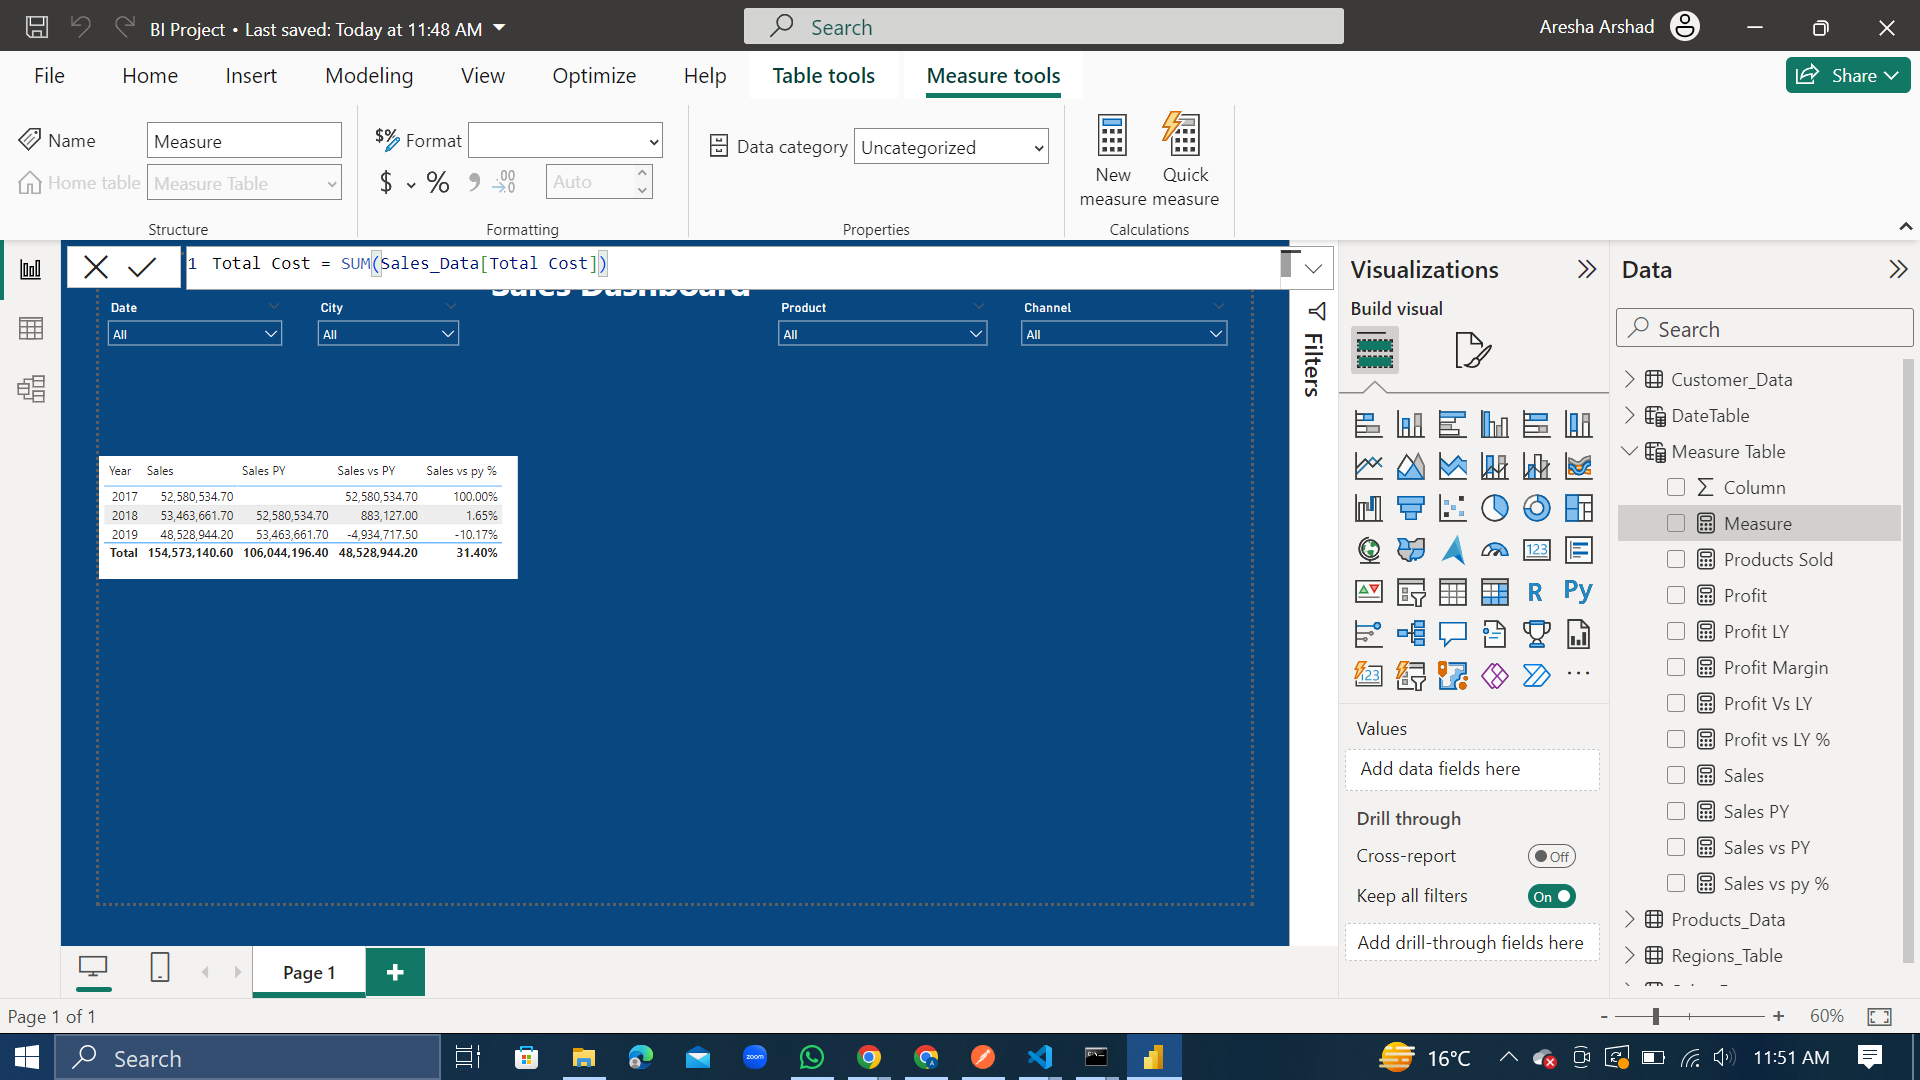 BI Project • Last saved: Today at 11:48 AM
Search
Aresha Arshad
File Home Insert Modeling View Optimize Help Table tools Measure tools
Share
Name Measure
Home table Measure Table
Structure
$% Format
$ % Auto
Formatting
Data category Uncategorized
Properties
New measure
Quick measure
Calculations
1 Total Cost = SUM(Sales_Data[Total Cost])
Sales Dashboard
Date City Product Channel
All All All All
Year Sales Sales PY Sales vs PY Sales vs py %
2017 52,580,534.70 52,580,534.70 100.00%
2018 53,463,661.70 52,580,534.70 883,127.00 1.65%
2019 48,528,944.20 53,463,661.70 -4,934,717.50 -10.17%
Total 154,573,140.60 106,044,196.40 48,528,944.20 31.40%
Filters
Visualizations
Build visual
123
R Py
123
Values
Add data fields here
Drill through
Cross-report Off
Keep all filters On
Add drill-through fields here
Data
Search
Customer_Data
DateTable
Measure Table
Column
Measure
Products Sold
Profit
Profit LY
Profit Margin
Profit Vs LY
Profit vs LY %
Sales
Sales PY
Sales vs PY
Sales vs py %
Products_Data
Regions_Table
Page 1 +
Page 1 of 1
- + 60%
Search
zoom
16°C
11:51 AM